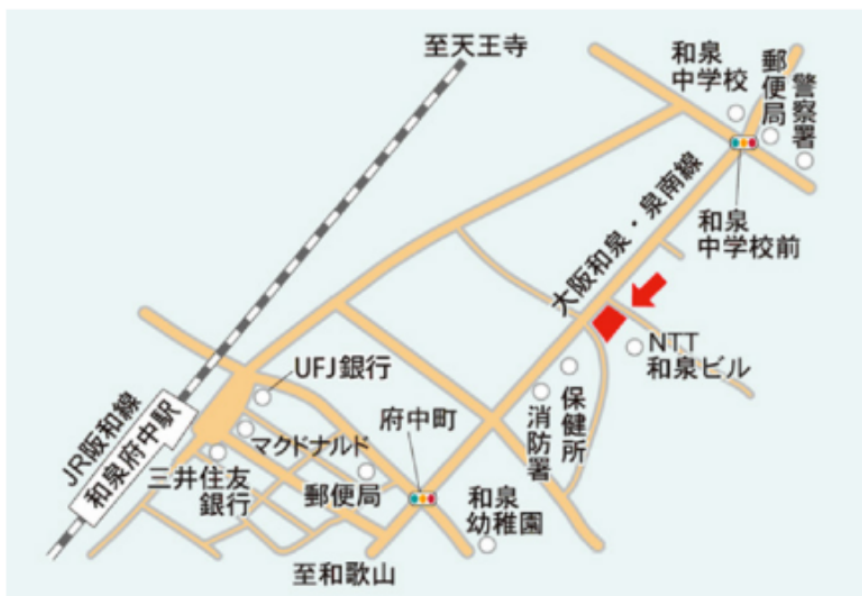 至天王寺
和泉
中学校
郵便局
警察署
大阪和泉・泉南線
和泉
中学校前
NTT
和泉ビル
UFJ銀行
JR阪和線
和泉府中駅
マクドナルド
府中町
保健所
消防署
三井住友
銀行
郵便局
和泉
幼稚園
至和歌山